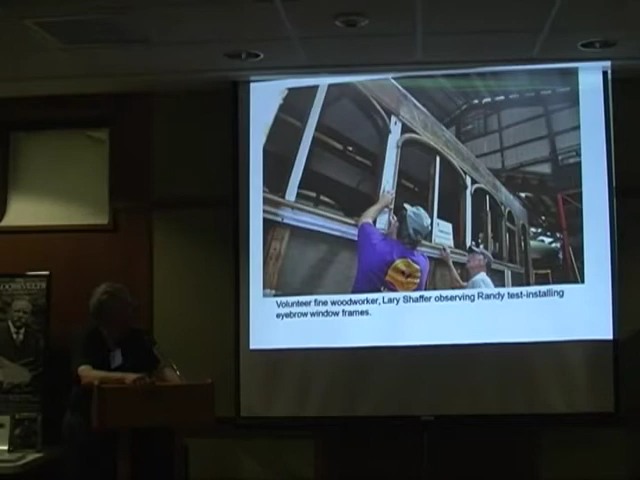 Volunteer fine woodworker, Lary Shaffer observing Randy test-installing
eyebrow window frames.